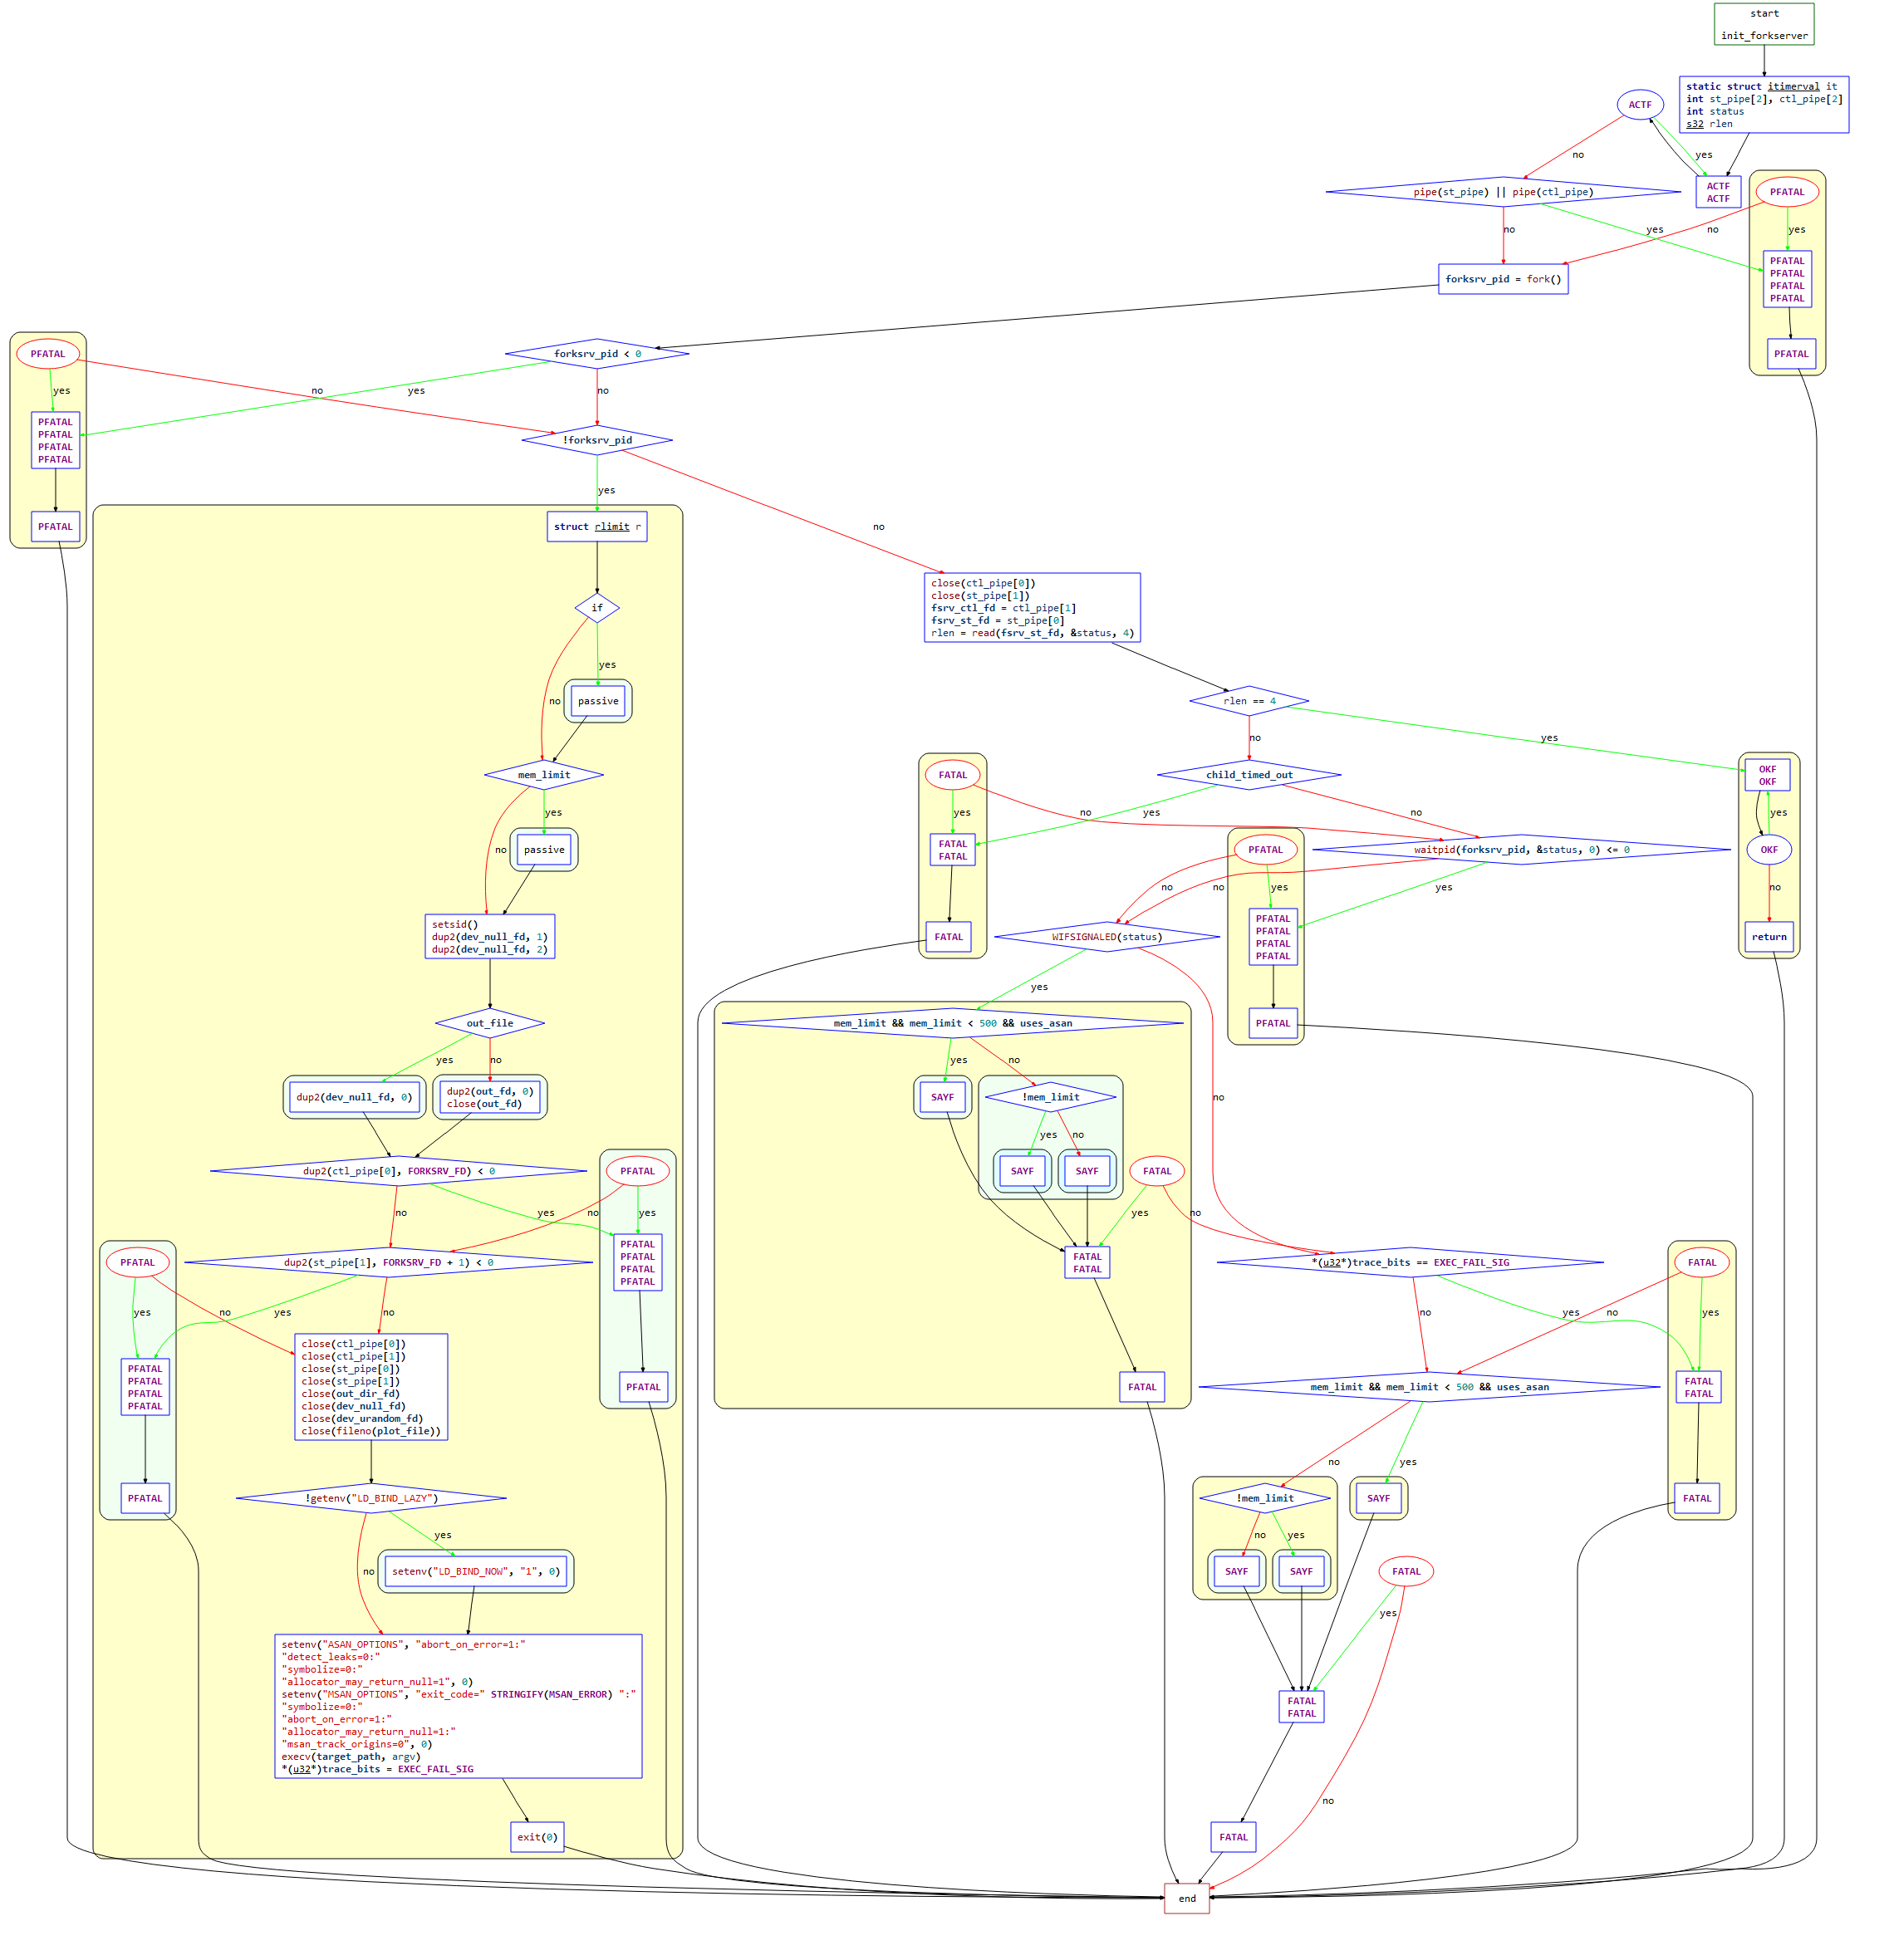 start
init_forkserver
static struct itimerval it
int st_pipe[2], ctl_pipe[2]
int status
s32 rlen
ACTF
yes
no
ACTF
ACTF
pipe(st_pipe) || pipe(ctl_pipe)
PFATAL
no
yes
no
yes
PFATAL
PFATAL
PFATAL
PFATAL
forksrv_pid = fork()
PFATAL
forksrv_pid < 0
PFATAL
yes
no
yes
no
PFATAL
PFATAL
PFATAL
PFATAL
!forksrv_pid
yes
no
PFATAL
struct rlimit r
close(ctl_pipe[0])
close(st_pipe[1])
fsrv_ctl_fd = ctl_pipe[1]
fsrv_st_fd = st_pipe[0]
rlen = read(fsrv_st_fd, &status, 4)
if
yes
no
passive
rlen == 4
yes
no
mem_limit
FATAL
child_timed_out
OKF
OKF
yes
no
yes
no
yes
no
yes
passive
FATAL
FATAL
PFATAL
waitpid(forksrv_pid, &status, 0) <= 0
OKF
no
no
yes
yes
no
setsid()
dup2(dev_null_fd, 1)
dup2(dev_null_fd, 2)
FATAL
WIFSIGNALED(status)
PFATAL
PFATAL
PFATAL
PFATAL
return
yes
no
out_file
mem_limit && mem_limit < 500 && uses_asan
PFATAL
yes
no
yes
no
dup2(dev_null_fd, 0)
dup2(out_fd, 0)
close(out_fd)
SAYF
!mem_limit
yes
no
dup2(ctl_pipe[0], FORKSRV_FD) < 0
PFATAL
SAYF
SAYF
FATAL
no
yes
no
yes
yes
no
PFATAL
dup2(st_pipe[1], FORKSRV_FD + 1) < 0
PFATAL
PFATAL
PFATAL
PFATAL
FATAL
FATAL
*(u32*)trace_bits == EXEC_FAIL_SIG
FATAL
yes
no
yes
no
no
yes
no
yes
close(ctl_pipe[0])
close(ctl_pipe[1])
close(st_pipe[0])
close(st_pipe[1])
close(out_dir_fd)
close(dev_null_fd)
close(dev_urandom_fd)
close(fileno(plot_file))
PFATAL
PFATAL
PFATAL
PFATAL
PFATAL
FATAL
mem_limit && mem_limit < 500 && uses_asan
FATAL
FATAL
no
yes
PFATAL
!getenv("LD_BIND_LAZY")
!mem_limit
SAYF
FATAL
yes
no
no
yes
setenv("LD_BIND_NOW", "1", 0)
SAYF
SAYF
FATAL
yes
no
setenv("ASAN_OPTIONS", "abort_on_error=1:"
"detect_leaks=0:"
"symbolize=0:"
"allocator_may_return_null=1", 0)
setenv("MSAN_OPTIONS", "exit_code=" STRINGIFY(MSAN_ERROR) ":"
"symbolize=0:"
"abort_on_error=1:"
"allocator_may_return_null=1:"
"msan_track_origins=0", 0)
execv(target_path, argv)
*(u32*)trace_bits = EXEC_FAIL_SIG
FATAL
FATAL
exit(0)
FATAL
end